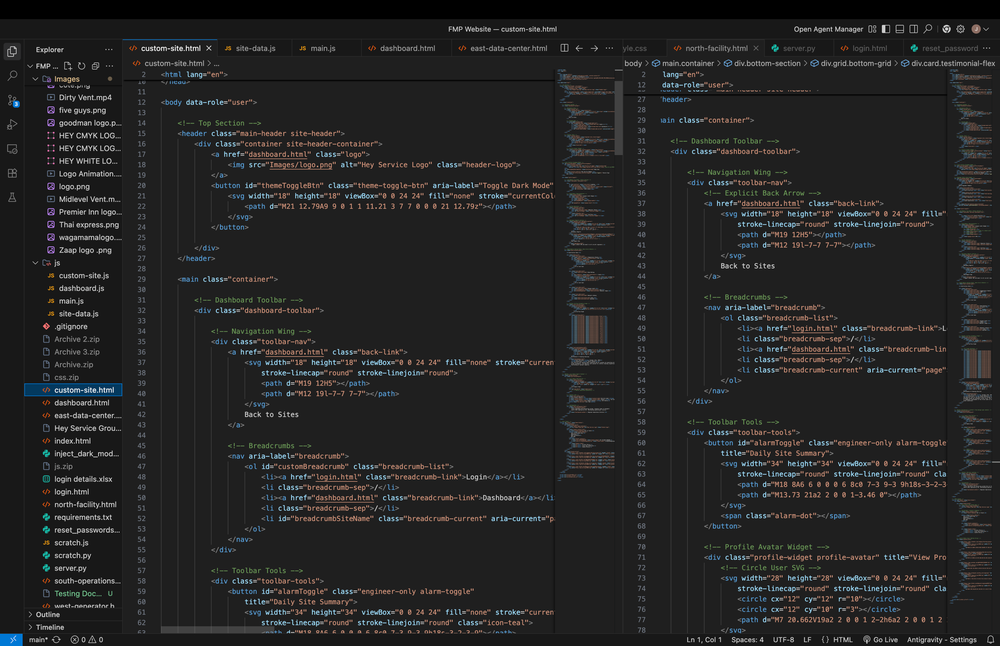 FMP Website — custom-site.html
Open Agent Manager
J
Explorer
FMP ...
Images
cote.png
Dirty Vent.mp4
five guys.png
goodman logo.p...
HEY CMYK LOG...
HEY CMYK LOG...
HEY WHITE LO...
Logo Animation....
logo.png
Midlevel Vent.m...
Premier Inn logo...
Thai express.png
wagamamalogo....
Zaap logo .png
js
JS custom-site.js
JS dashboard.js
JS main.js
JS site-data.js
.gitignore
Archive 2.zip
Archive 3.zip
Archive.zip
css.zip
custom-site.html
dashboard.html
east-data-center....
Hey Service Grou...
index.html
inject_dark_mod...
js.zip
login details.xlsx
login.html
north-facility.html
requirements.txt
reset_passwords...
JS scratch.js
scratch.py
server.py
south-operations...
Testing Doc... U
west-generator.h
Outline
Timeline
3
custom-site.html
JS site-data.js
JS main.js
dashboard.html
east-data-center.html
custom-site.html > ...
2 <html lang="en">
10 </head>
11
12 <body data-role="user">
13
14 <!-- Top Section -->
15 <header class="main-header site-header">
16 <div class="container site-header-container">
17 <a href="dashboard.html" class="logo">
18 <img src="Images/logo.png" alt="Hey Service Logo" class="header-logo">
19 </a>
20 <button id="themeToggleBtn" class="theme-toggle-btn" aria-label="Toggle Dark Mode"
21 <svg width="18" height="18" viewBox="0 0 24 24" fill="none" stroke="currentCol
22 <path d="M21 12.79A9 9 0 1 1 11.21 3 7 7 0 0 0 21 12.79z"></path>
23 </svg>
24 </button>
25
26 </div>
27 </header>
28
29 <main class="container">
30
31 <!-- Dashboard Toolbar -->
32 <div class="dashboard-toolbar">
33
34 <!-- Navigation Wing -->
35 <div class="toolbar-nav">
36 <a href="dashboard.html" class="back-link">
37 <svg width="18" height="18" viewBox="0 0 24 24" fill="none" stroke="current
38 stroke-linecap="round" stroke-linejoin="round">
39 <path d="M19 12H5"></path>
40 <path d="M12 19l-7-7 7-7"></path>
41 </svg>
42 Back to Sites
43 </a>
44
45 <!-- Breadcrumbs -->
46 <nav aria-label="breadcrumb">
47 <ol id="customBreadcrumb" class="breadcrumb-list">
48 <li><a href="login.html" class="breadcrumb-link">Login</a></li>
49 <li class="breadcrumb-sep">/</li>
50 <li><a href="dashboard.html" class="breadcrumb-link">Dashboard</a></li
51 <li class="breadcrumb-sep">/</li>
52 <li id="breadcrumbSiteName" class="breadcrumb-current" aria-current="pa
53 </ol>
54 </nav>
55 </div>
56
57 <!-- Toolbar Tools -->
58 <div class="toolbar-tools">
59 <button id="alarmToggle" class="engineer-only alarm-toggle"
60 title="Daily Site Summary">
61 <svg width="34" height="34" viewBox="0 0 24 24" fill="none" stroke="current
62 stroke-linecap="round" stroke-linejoin="round" class="icon-teal">
63 <path d="M18 8A6 6 0 0 0 6 8c0 7-3 9-3 9h18s-3-2-3-9"></path>
yle.css
north-facility.html
server.py
login.html
reset_password
body > main.container > div.bottom-section > div.grid.bottom-grid > div.card.testimonial-flex
2 lang="en">
12 data-role="user">
13 header class="main-header site-header">
27 /header>
28
29 main class="container">
30
31 <!-- Dashboard Toolbar -->
32 <div class="dashboard-toolbar">
33
34 <!-- Navigation Wing -->
35 <div class="toolbar-nav">
36 <!-- Explicit Back Arrow -->
37 <a href="dashboard.html" class="back-link">
38 <svg width="18" height="18" viewBox="0 0 24 24" fill="
39 stroke-linecap="round" stroke-linejoin="round">
40 <path d="M19 12H5"></path>
41 <path d="M12 19l-7-7 7-7"></path>
42 </svg>
43 Back to Sites
44 </a>
45
46 <!-- Breadcrumbs -->
47 <nav aria-label="breadcrumb">
48 <ol class="breadcrumb-list">
49 <li><a href="login.html" class="breadcrumb-link">L
50 <li class="breadcrumb-sep">/</li>
51 <li><a href="dashboard.html" class="breadcrumb-lin
52 <li class="breadcrumb-sep">/</li>
53 <li class="breadcrumb-current" aria-current="page"
54 </ol>
55 </nav>
56 </div>
57
58 <!-- Toolbar Tools -->
59 <div class="toolbar-tools">
60 <button id="alarmToggle" class="engineer-only alarm-toggle
61 title="Daily Site Summary">
62 <svg width="34" height="34" viewBox="0 0 24 24" fill="
63 stroke-linecap="round" stroke-linejoin="round" cla
64 <path d="M18 8A6 6 0 0 0 6 8c0 7-3 9-3 9h18s-3-2-3-
65 <path d="M13.73 21a2 2 0 0 1-3.46 0"></path>
66 </svg>
67 <span class="alarm-dot"></span>
68 </button>
69
70 <!-- Profile Avatar Widget -->
71 <div class="profile-widget profile-avatar" title="View Pro
72 <!-- Circle User SVG -->
73 <svg width="28" height="28" viewBox="0 0 24 24" fill="
74 stroke-linecap="round" stroke-linejoin="round" cla
75 <circle cx="12" cy="12" r="10"></circle>
76 <circle cx="12" cy="10" r="3"></circle>
77 <path d="M7 20.662V19a2 2 0 0 1 2-2h6a2 2 0 0 1 2
78 </svg>
main* 0 0
Ln 1, Col 1 Spaces: 4 UTF-8 LF {} HTML Go Live Antigravity - Settings